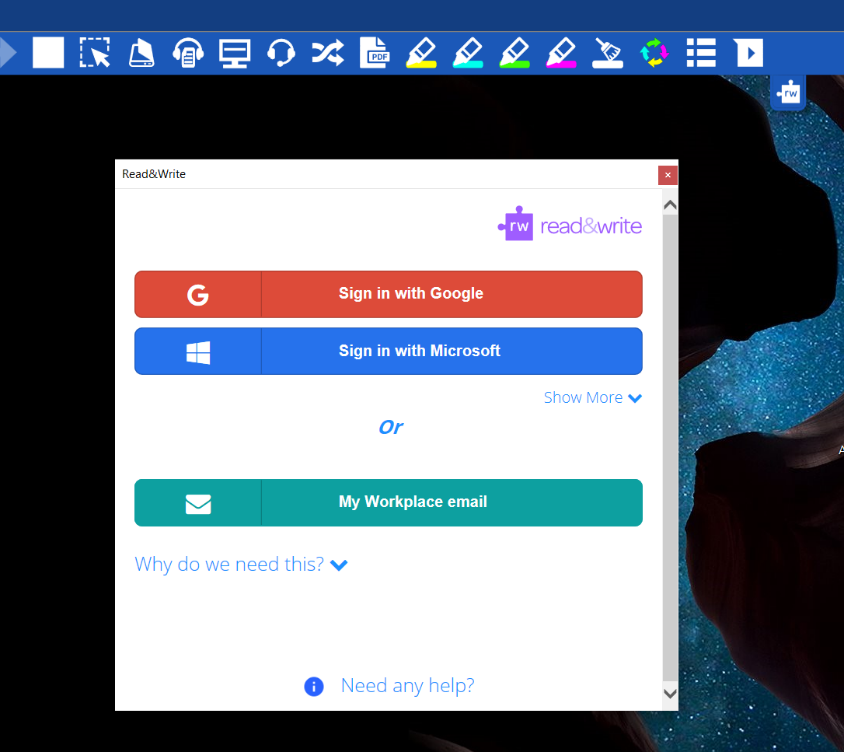 PDF
rw
Read&Write
rw read&write
Sign in with Google
Sign in with Microsoft
Show More
Or
My Workplace email
Why do we need this?
Need any help?